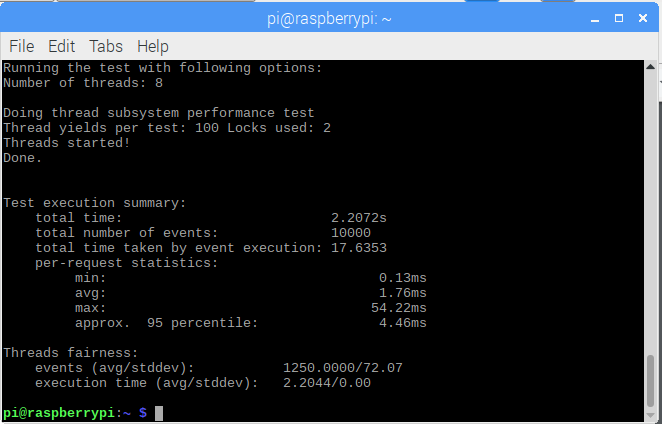 pi@raspberrypi: ~
File Edit Tabs Help
Running the test with following options:
Number of threads: 8
Doing thread subsystem performance test
Thread yields per test: 100 Locks used: 2
Threads started!
Done.
Test execution summary:
total time: 2.2072s
total number of events: 10000
total time taken by event execution: 17.6353
per-request statistics:
min: 0.13ms
avg: 1.76ms
max: 54.22ms
approx. 95 percentile: 4.46ms
Threads fairness:
events (avg/stddev): 1250.0000/72.07
execution time (avg/stddev): 2.2044/0.00
pi@raspberrypi:~ $